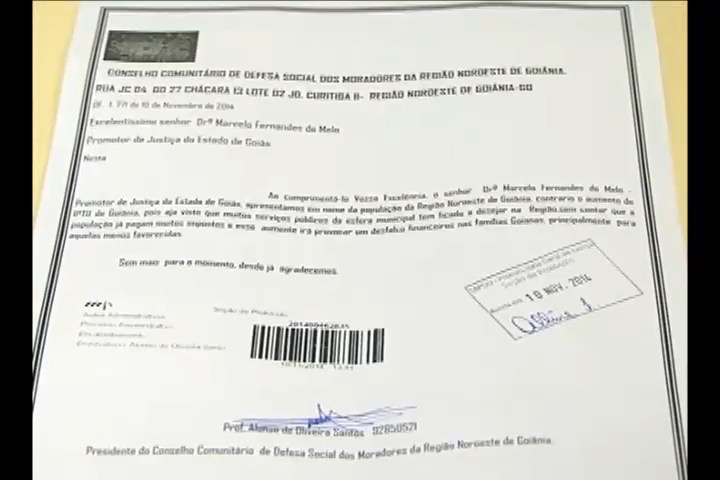 CONSELHO COMUNITÁRIO DE DEFESA SOCIAL DOS MORADORES DA REGIÃO NOROESTE DE GOIÂNIA.
RUA JC 04 QD 27 CHÁCARA 13 LOTE 02 JD. CURITIBA II- REGIÃO NOROESTE DE GOIÂNIA-GO
de 10 de Novembro de 2014
Excelentíssimo senhor Drº Marcelo Fernandes de Melo
Promotor de Justiça do Estado de Goiás
Nesta
Ao cumprimentá-lo Vossa Excelência, o senhor Drº Marcelo Fernandes de Melo -
Promotor de Justiça do Estado de Goiás, apresentamos em nome da população da Região Noroeste de Goiânia, contrario o aumento do
IPTU de Goiânia, pois aja visto que muitos serviços públicos da esfera municipal tem ficado a desejar na Região,sem contar que a
população já pagam muitos impostos e esse aumento irá promover um desfalco financeiros nas famílias Goianas, principalmente para
aquelas menos favorecidas.
Sem mais para o momento, desde já agradecemos.
Seção de Protocolo
10 NOV. 2014
Prof. Alonso de Oliveira Santos 92850571
Presidente do Conselho Comunitário de Defesa Social dos Moradores da Região Noroeste de Goiânia.